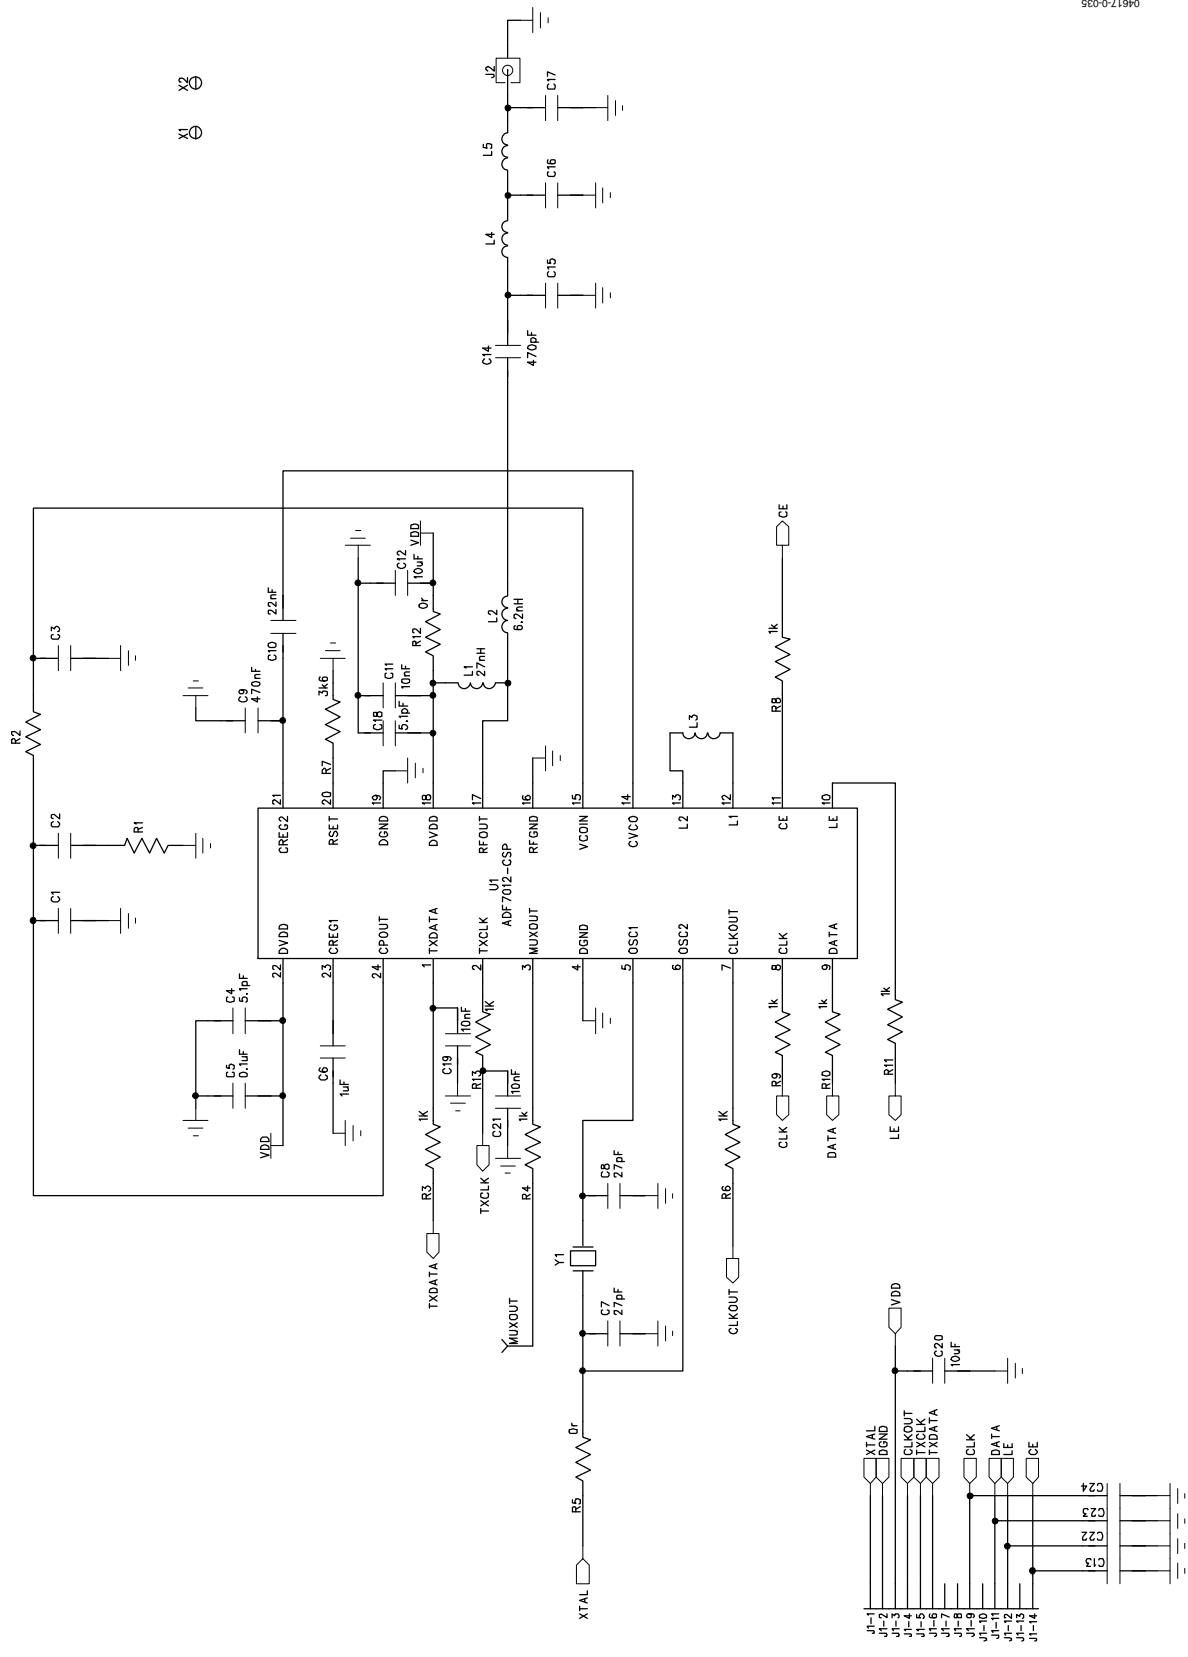 04617-0-035
X2
X1
J2
C17
L5
C16
L4
C15
C14
470pF
R2
C3
C2
R1
C1
C9
470nF
C10
22nF
R7
3k6
C18
5.1pF
C11
10nF
R12
0r
C12
10uF
VDD
L1
27nH
L2
6.2nH
L3
R8
1k
CE
21
20
19
18
17
16
15
14
13
12
11
10
CREG2
RSET
DGND
DVDD
RFOUT
RFGND
VCOIN
CVCO
L2
L1
CE
LE
U1
ADF7012-CSP
DVDD
CREG1
CPOUT
TXDATA
TXCLK
MUXOUT
DGND
OSC1
OSC2
CLKOUT
CLK
DATA
22
23
24
1
2
3
4
5
6
7
8
9
C4
5.1pF
C5
0.1uF
VDD
C6
1uF
C19
10nF
R13
1K
C21
10nF
R3
1K
TXDATA
TXCLK
R4
1k
MUXOUT
C8
27pF
Y1
C7
27pF
R5
0r
XTAL
R6
1K
CLKOUT
R9
1k
CLK
R10
1k
DATA
R11
1k
LE
VDD
C20
10uF
XTAL
DGND
CLKOUT
TXCLK
TXDATA
CLK
DATA
LE
CE
C24
C23
C22
C13
J1-1
J1-2
J1-3
J1-4
J1-5
J1-6
J1-7
J1-8
J1-9
J1-10
J1-11
J1-12
J1-13
J1-14